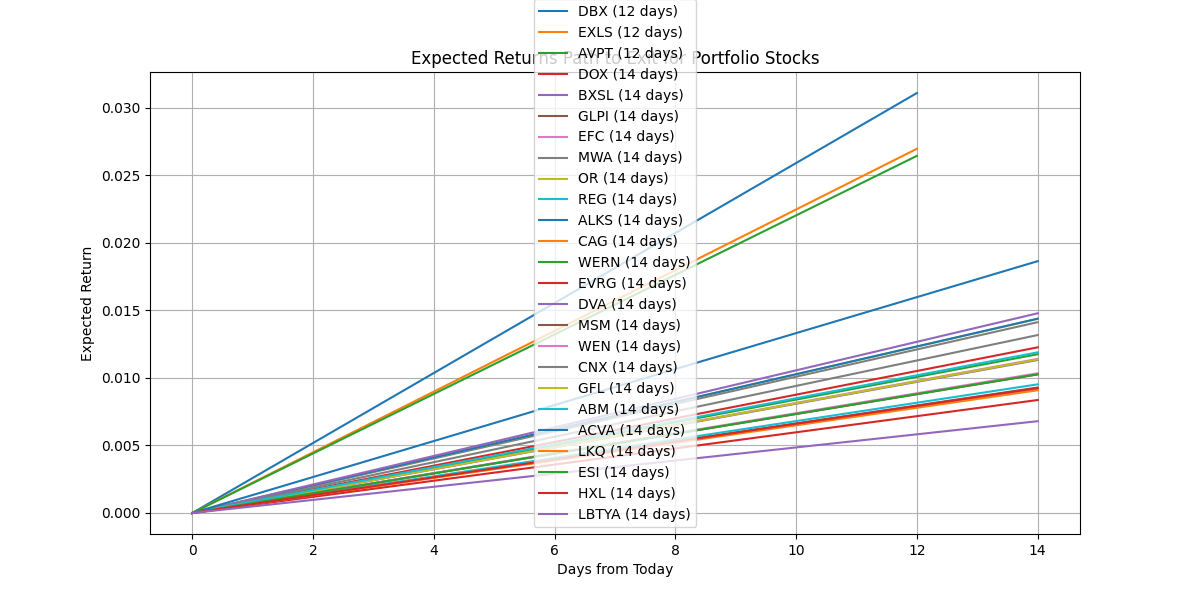 DBX (12 days)
EXLS (12 days)
AVPT (12 days)
Expected Returns Path to Exit for Portfolio Stocks
DOX (14 days)
BXSL (14 days)
GLPI (14 days)
EFC (14 days)
MWA (14 days)
OR (14 days)
REG (14 days)
ALKS (14 days)
CAG (14 days)
WERN (14 days)
EVRG (14 days)
DVA (14 days)
MSM (14 days)
WEN (14 days)
CNX (14 days)
GFL (14 days)
ABM (14 days)
ACVA (14 days)
LKQ (14 days)
ESI (14 days)
HXL (14 days)
LBTYA (14 days)
Expected Return
0.030
0.025
0.020
0.015
0.010
0.005
0.000
0 2 4 6 8 10 12 14
Days from Today